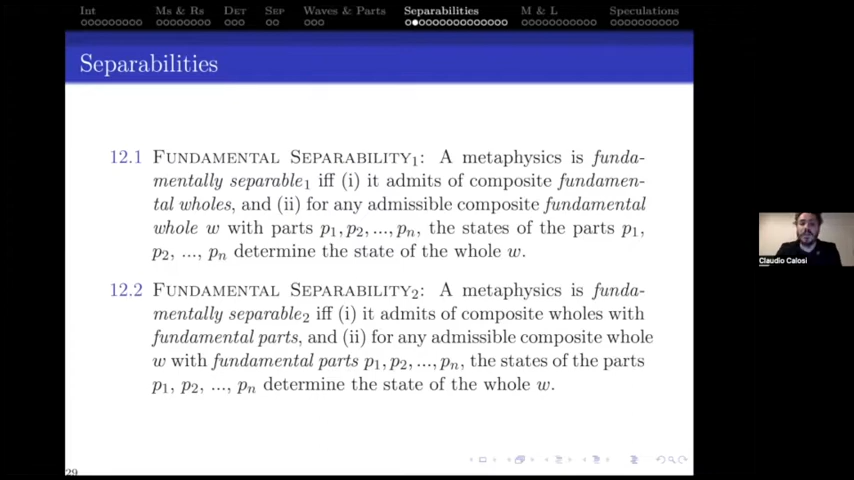 Int Ms & Rs Det Sep Waves & Parts Separabilities M & L Speculations
Separabilities
12.1 Fundamental Separability₁: A metaphysics is funda-
mentally separable₁ iff (i) it admits of composite fundamen-
tal wholes, and (ii) for any admissible composite fundamental
whole w with parts p₁, p₂, ..., pₙ, the states of the parts p₁,
p₂, ..., pₙ determine the state of the whole w.
12.2 Fundamental Separability₂: A metaphysics is funda-
mentally separable₂ iff (i) it admits of composite wholes with
fundamental parts, and (ii) for any admissible composite whole
w with fundamental parts p₁, p₂, ..., pₙ, the states of the parts
p₁, p₂, ..., pₙ determine the state of the whole w.
29
Claudio Calosi